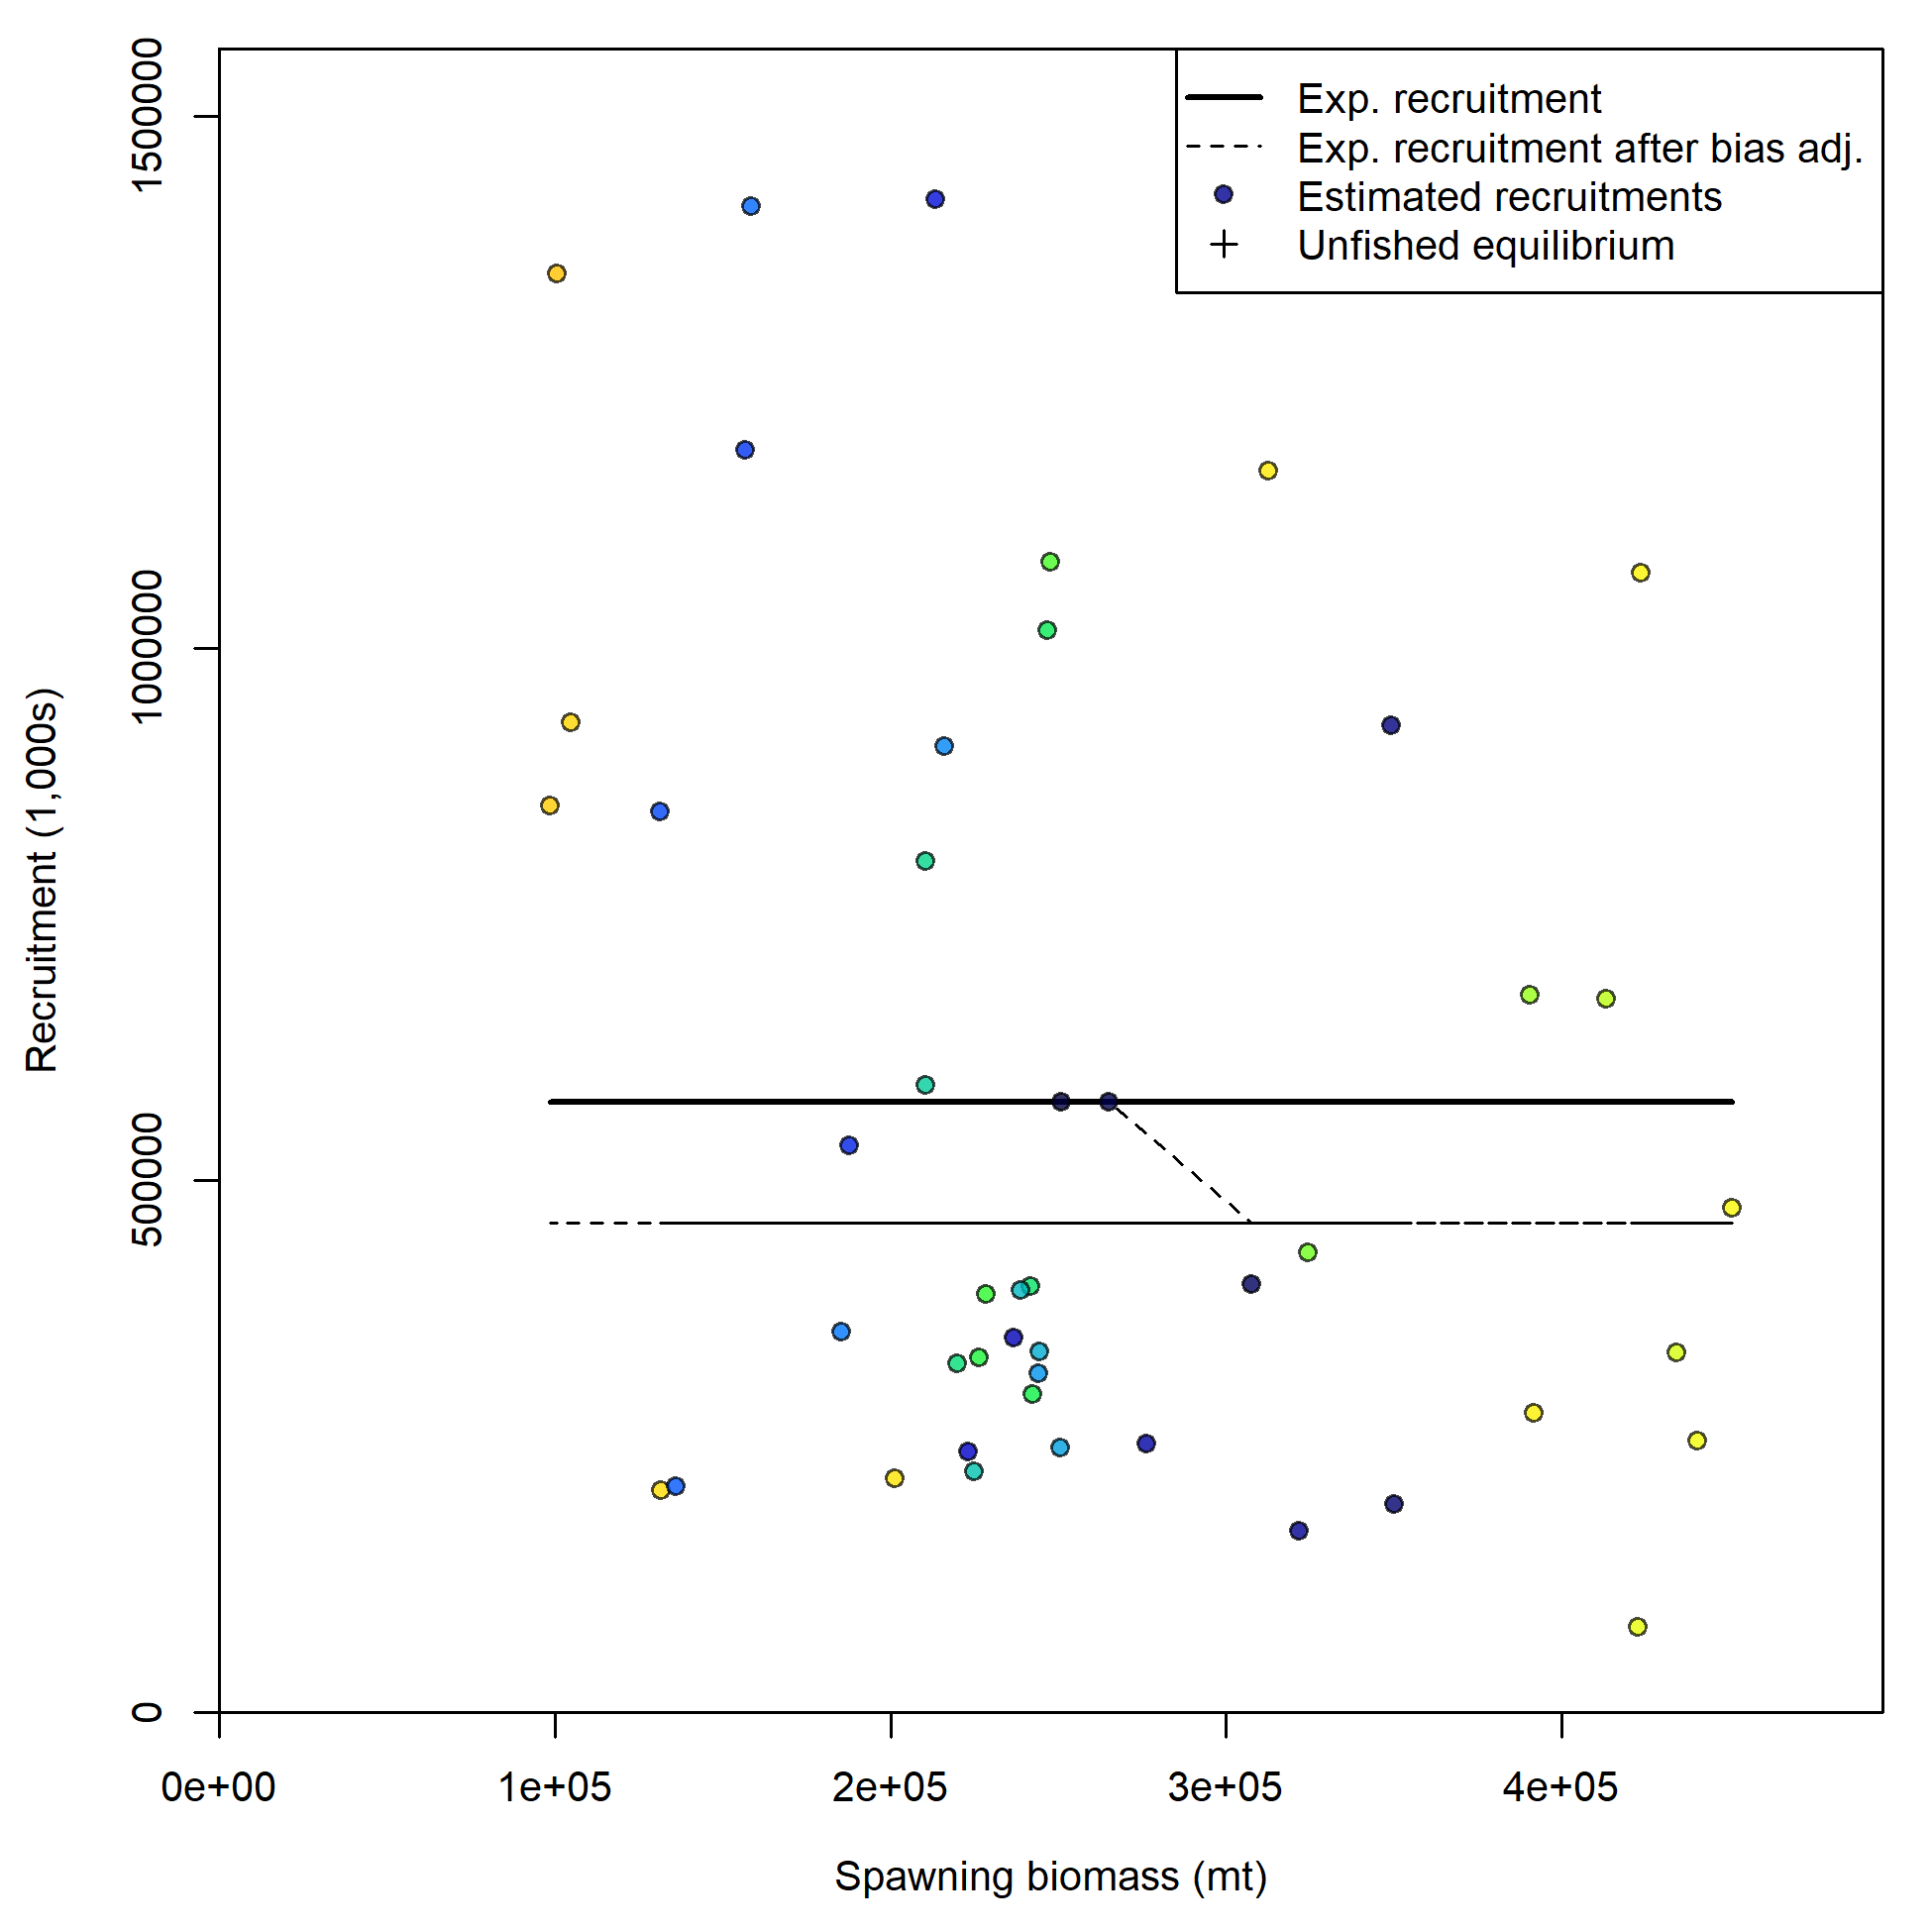 Exp. recruitment
Exp. recruitment after bias adj.
Estimated recruitments
Unfished equilibrium
Recruitment (1,000s)
1500000
1000000
500000
0
0e+00 1e+05 2e+05 3e+05 4e+05
Spawning biomass (mt)